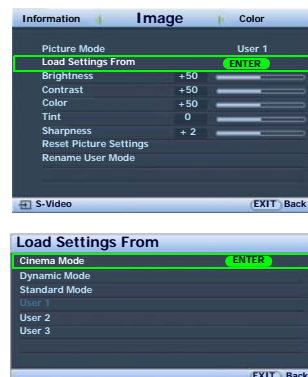 Information Image Color
Picture Mode User 1
Load Settings From ENTER
Brightness +50
Contrast +50
Color +50
Tint 0
Sharpness + 2
Reset Picture Settings
Rename User Mode
S-Video EXIT Back
Load Settings From
Cinema Mode ENTER
Dynamic Mode
Standard Mode
User 1
User 2
User 3
EXIT Back